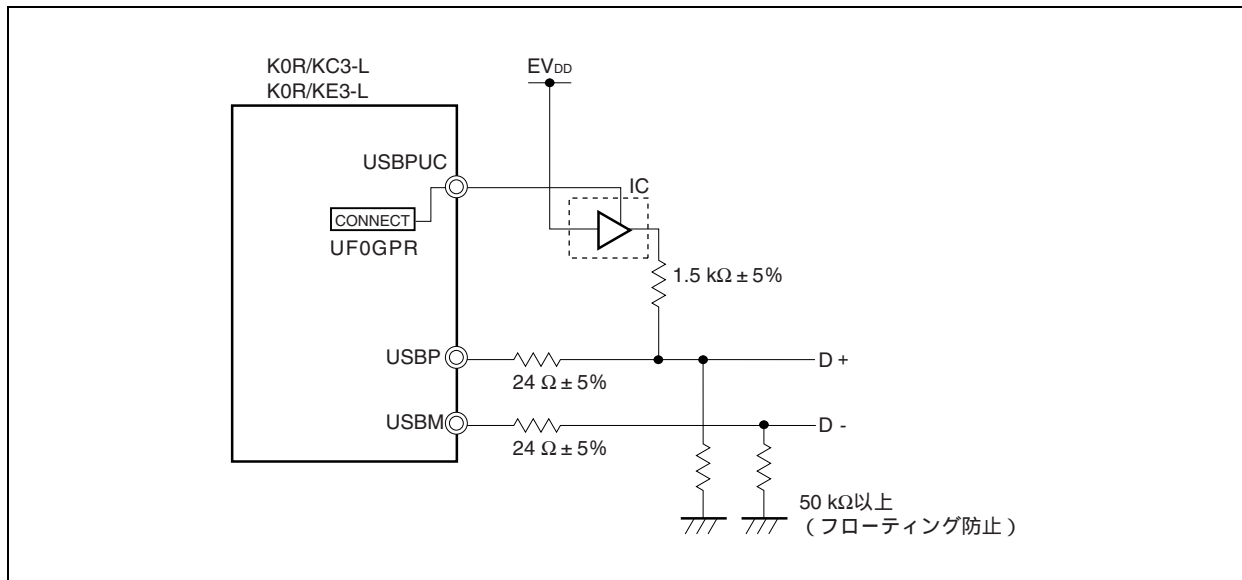 K0R/KC3-L
K0R/KE3-L
EVDD
USBPUC
IC
CONNECT
UF0GPR
1.5 kΩ ± 5%
USBP
D +
24 Ω ± 5%
USBM
D -
24 Ω ± 5%
50 kΩ以上
（フローティング防止）